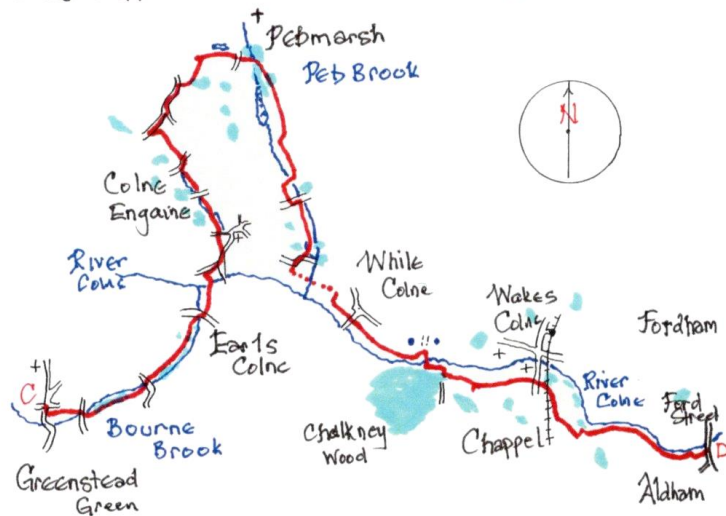 Pebmarsh
Peb Brook
N
Colne
Engaine
River
Colne
While
Colne
Wakes
Colne
Fordham
Earls
Colne
C
River
Colne
Ford
Street
Bourne
Brook
Chalkney
Wood
Chappel
D
Greenstead
Green
Aldham